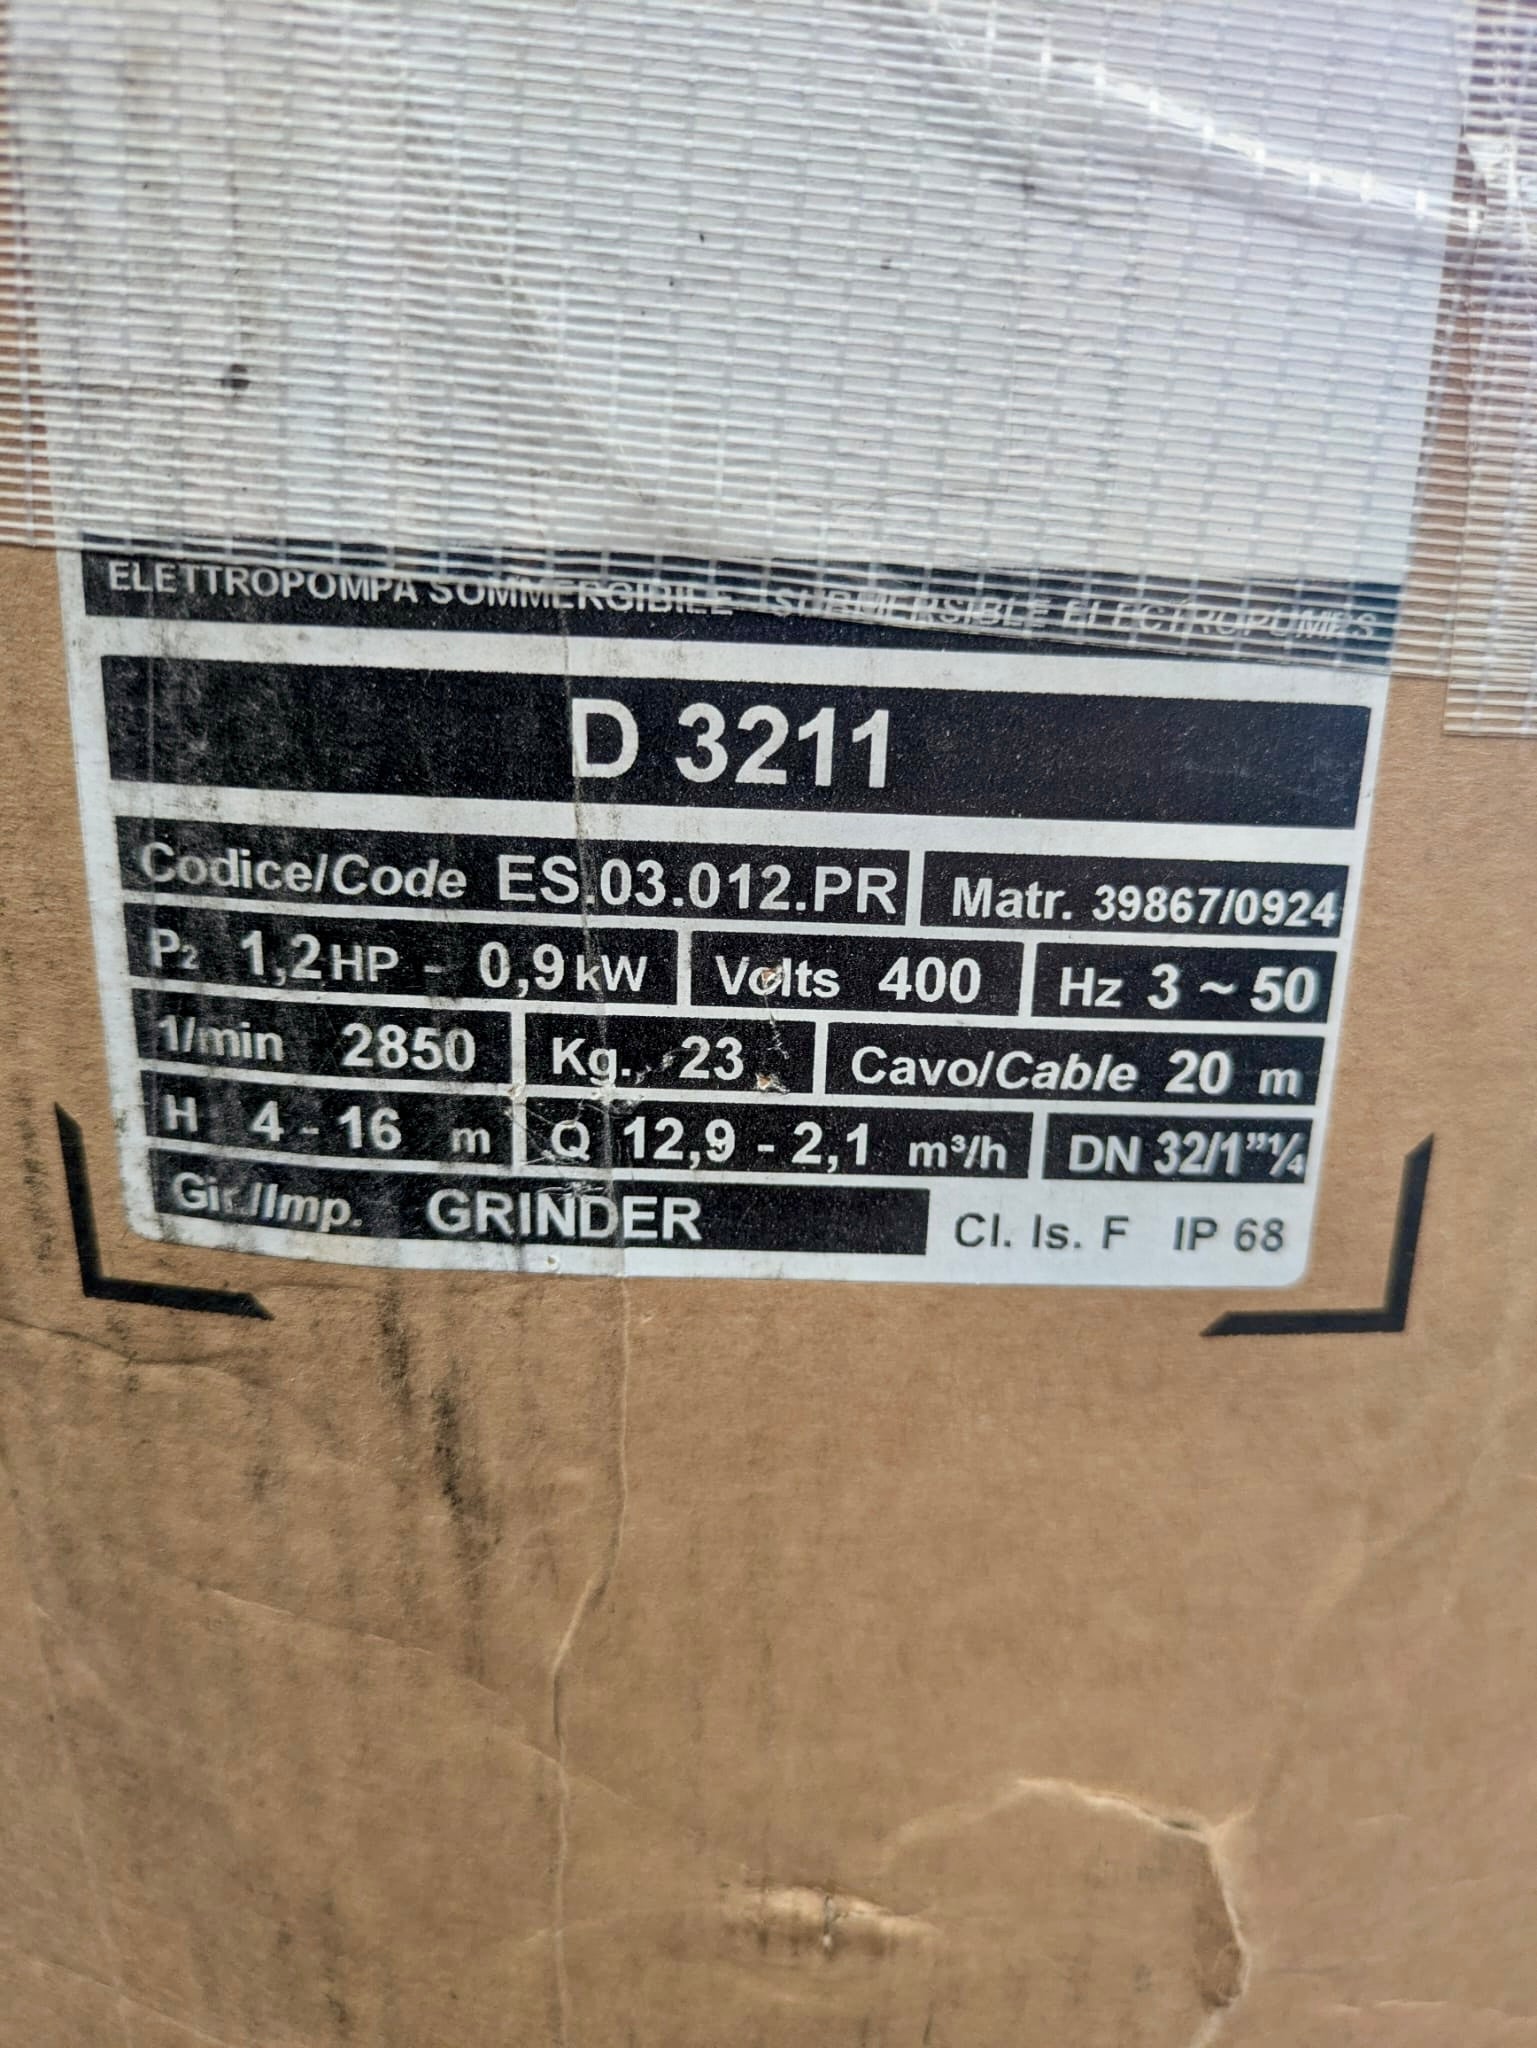 ELETTROPOMPA SOMMERGIBILE - SUBMERSIBLE ELECTROPUMPS
D 3211
Codice/Code ES.03.012.PR Matr. 39867/0924
P2 1,2 HP - 0,9 kW Volts 400 Hz 3 ~ 50
1/min 2850 Kg. 23 Cavo/Cable 20 m
H 4 - 16 m Q 12,9 - 2,1 m³/h DN 32/1"¼
Gir./Imp. GRINDER Cl. Is. F IP 68